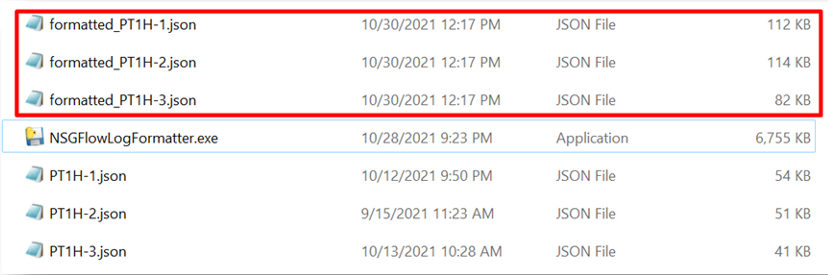 formatted_PT1H-1.json 10/30/2021 12:17 PM JSON File 112 KB
formatted_PT1H-2.json 10/30/2021 12:17 PM JSON File 114 KB
formatted_PT1H-3.json 10/30/2021 12:17 PM JSON File 82 KB
NSGFlowLogFormatter.exe 10/28/2021 9:23 PM Application 6,755 KB
PT1H-1.json 10/12/2021 9:50 PM JSON File 54 KB
PT1H-2.json 9/15/2021 11:23 AM JSON File 51 KB
PT1H-3.json 10/13/2021 10:28 AM JSON File 41 KB